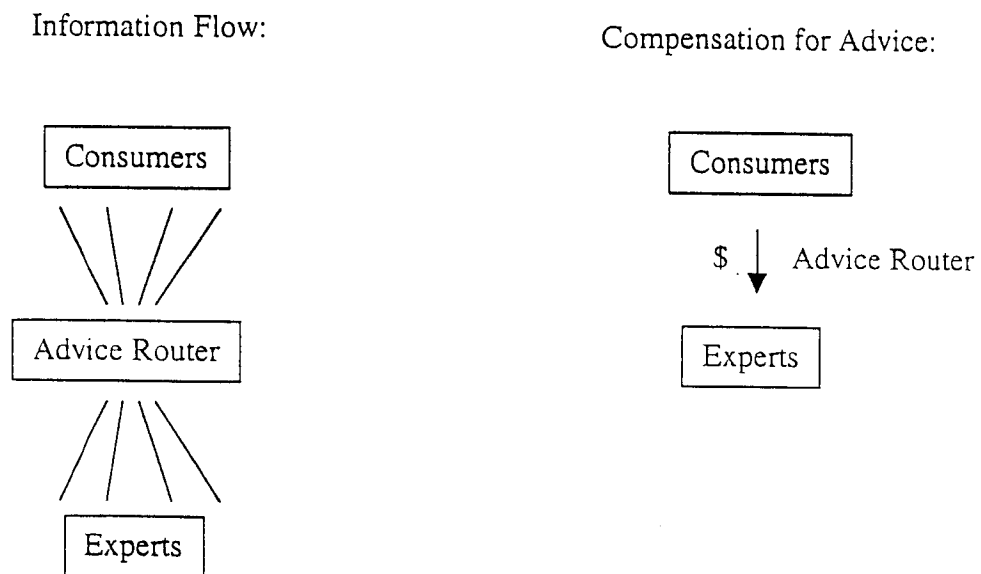 Information Flow:
Consumers
Advice Router
Experts
Compensation for Advice:
Consumers
$ Advice Router
Experts